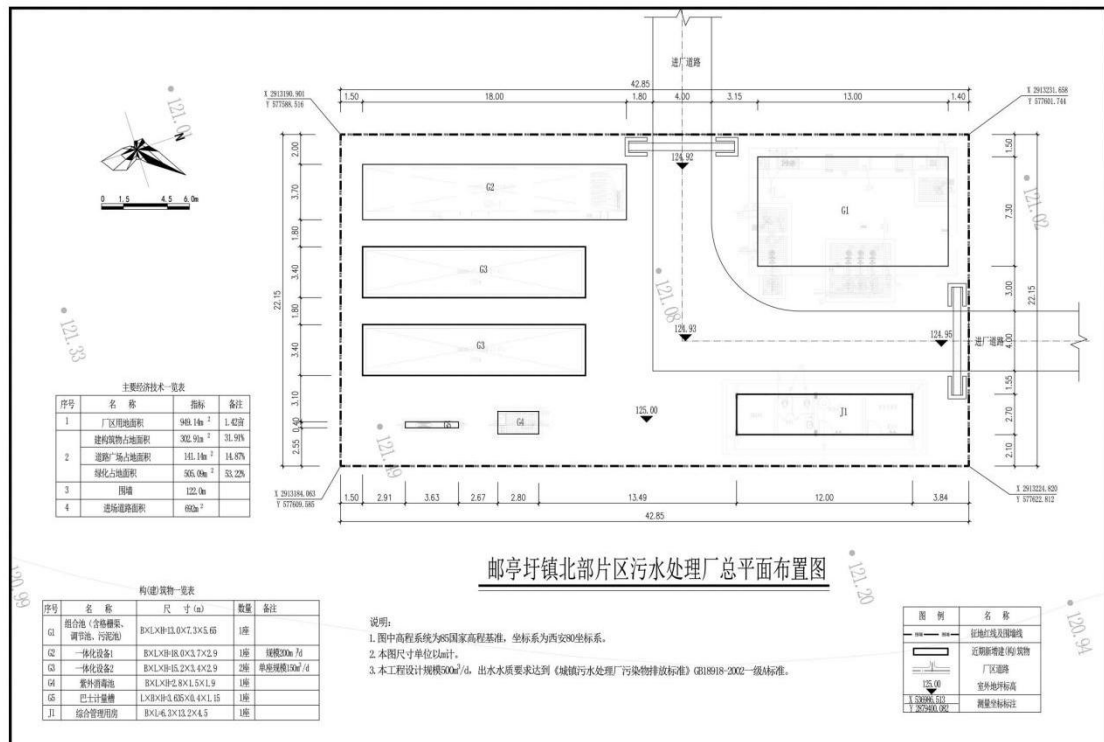 进厂道路
42.85
1.50
18.00
1.80
4.00
3.15
13.00
1.40
X 2913190.901
Y 577588.516
X 2913231.658
Y 577601.744
121.01
N
0 1.5 4.5 6.0m
2.00
3.70
1.80
3.40
1.80
3.40
3.10
0.40
2.55
22.15
124.92
G2
G1
G3
G3
G4
G5
J1
121.08
124.93
124.95
进厂道路
125.00
1.50
7.30
3.00
4.00
1.55
2.70
2.10
22.15
121.02
121.33
121.49
X 2913184.063
Y 577609.585
X 2913224.820
Y 577622.812
1.50
2.91
3.63
2.67
2.80
13.49
12.00
3.84
42.85
主要经济技术一览表
序号 名 称 指标 备注
1 厂区用地面积 949.14m² 1.42亩
2 建构筑物占地面积 302.91m² 31.91%
道路广场占地面积 141.14m² 14.87%
绿化占地面积 505.09m² 53.22%
3 围墙 122.0m
4 进场道路面积 692m²
邮亭圩镇北部片区污水处理厂总平面布置图
121.20
120.99
120.94
构(建)筑物一览表
序号 名 称 尺 寸(m) 数量 备注
G1 组合池（含格栅渠、调节池、污泥池） B×L×H=13.0×7.3×5.65 1座
G2 一体化设备1 B×L×H=18.0×3.7×2.9 1座 规模200m³/d
G3 一体化设备2 B×L×H=15.2×3.4×2.9 2座 单座规模150m³/d
G4 紫外消毒池 B×L×H=2.8×1.5×1.9 1座
G5 巴士计量槽 L×B×H=3.635×0.4×1.15 1座
J1 综合管理用房 B×L=6.3×13.2×4.5 1座
说明:
1.图中高程系统为85国家高程基准，坐标系为西安80坐标系。
2.本图尺寸单位以m计。
3.本工程设计规模500m³/d，出水水质要求达到《城镇污水处理厂污染物排放标准》GB18918-2002一级A标准。
图 例 名 称
征地红线及围墙线
近期新增建(构)筑物
厂区道路
125.00 室外地坪标高
X 536986.513
Y 2979400.082 测量坐标标注